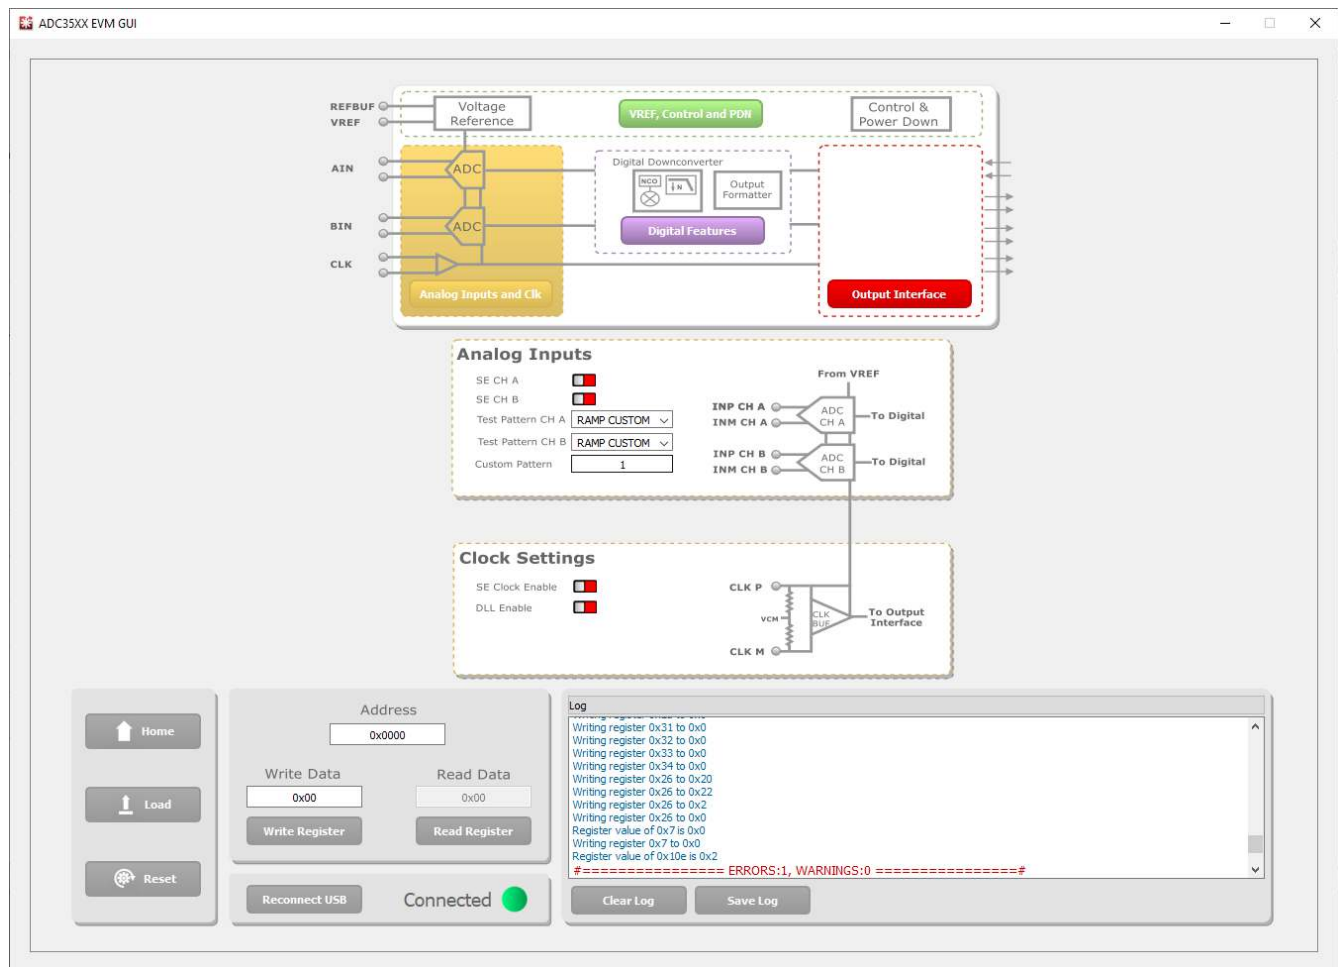 ADC35XX EVM GUI
REFBUF
VREF
Voltage
Reference
VREF, Control and PDN
Control &
Power Down
AIN
ADC
Digital Downconverter
NCO
N
Output
Formatter
BIN
ADC
Digital Features
CLK
Analog Inputs and Clk
Output Interface
Analog Inputs
SE CH A
SE CH B
Test Pattern CH A RAMP CUSTOM
Test Pattern CH B RAMP CUSTOM
Custom Pattern 1
From VREF
INP CH A
INM CH A
ADC
CH A
To Digital
INP CH B
INM CH B
ADC
CH B
To Digital
Clock Settings
SE Clock Enable
DLL Enable
CLK P
VCM
CLK
BUF
To Output
Interface
CLK M
Home
Load
Reset
Address
0x0000
Write Data
Read Data
0x00
0x00
Write Register
Read Register
Reconnect USB
Connected
Log
Writing register 0x31 to 0x0
Writing register 0x32 to 0x0
Writing register 0x33 to 0x0
Writing register 0x34 to 0x0
Writing register 0x26 to 0x20
Writing register 0x26 to 0x22
Writing register 0x26 to 0x2
Writing register 0x26 to 0x0
Register value of 0x7 is 0x0
Writing register 0x7 to 0x0
Register value of 0x10e is 0x2
#================ ERRORS:1, WARNINGS:0 ================#
Clear Log
Save Log